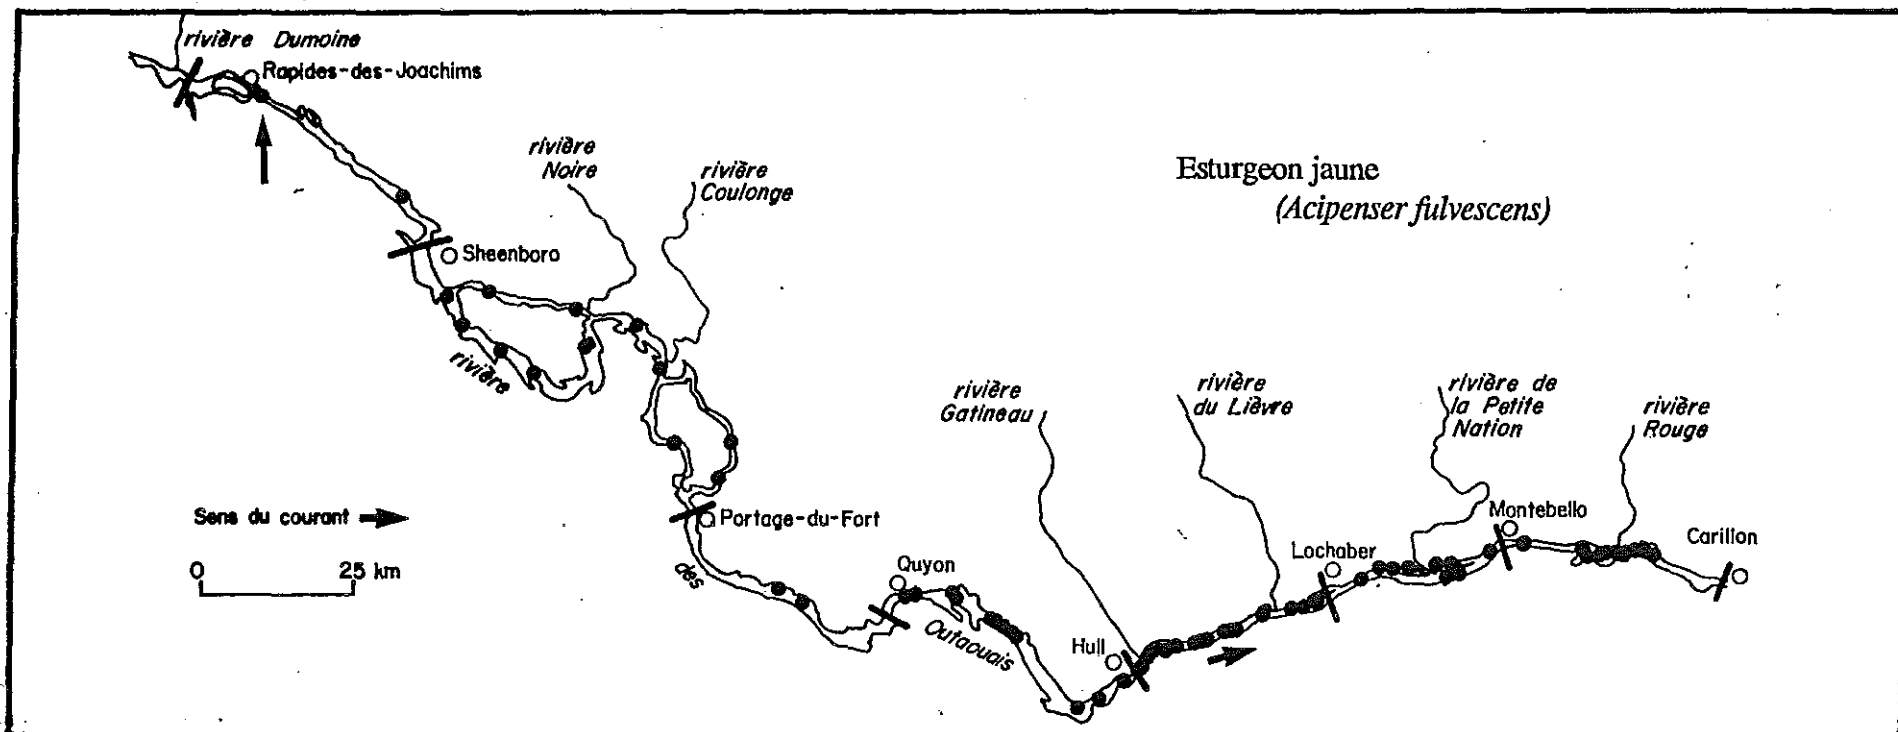 rivière Dumoine
Rapides-des-Joachims
rivière
Noire
rivière
Coulonge
Esturgeon jaune
(Acipenser fulvescens)
Sheenboro
rivière
rivière
Gatineau
rivière
du Lièvre
rivière de
la Petite
Nation
rivière
Rouge
Sens du courant
Portage-du-Fort
0 25 km
des
Quyon
Outaouais
Hull
Lochaber
Montebello
Carillon